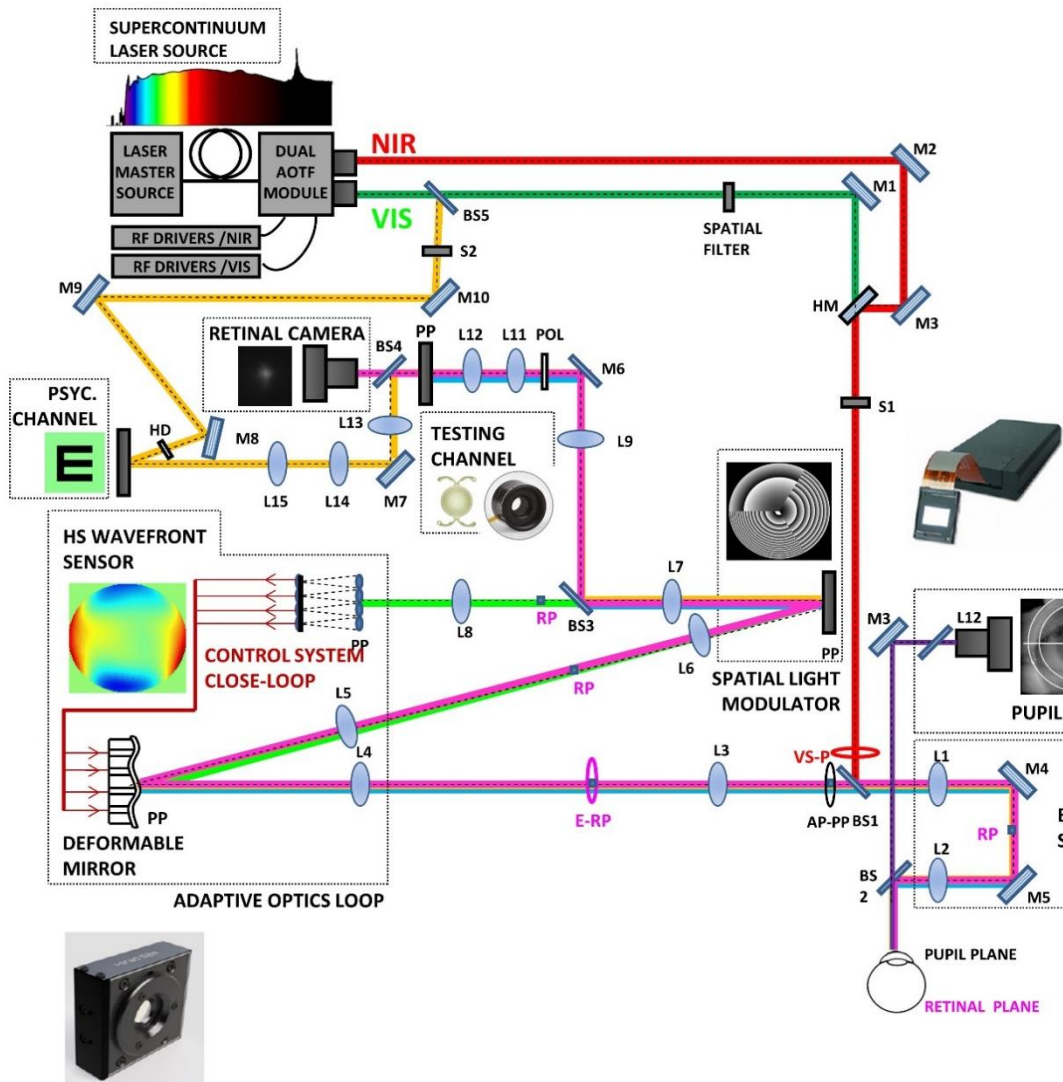 SUPERCONTINUUM
LASER SOURCE
LASER
MASTER
SOURCE
DUAL
AOTF
MODULE
NIR
VIS
RF DRIVERS /NIR
RF DRIVERS /VIS
BS5
S2
M10
M9
SPATIAL
FILTER
M2
M1
HM
M3
S1
RETINAL CAMERA
BS4
PP
L12
L11
POL
M6
L9
L13
PSYC.
CHANNEL
E
HD
M8
L15
L14
M7
TESTING
CHANNEL
HS WAVEFRONT
SENSOR
PP
L8
RP
BS3
L7
L6
PP
SPATIAL LIGHT
MODULATOR
CONTROL SYSTEM
CLOSE-LOOP
RP
L5
L4
PP
DEFORMABLE
MIRROR
ADAPTIVE OPTICS LOOP
E-RP
L3
VS-P
AP-PP
BS1
L1
M4
RP
L2
M5
BS
2
M3
L12
PUPIL
E
S
PUPIL PLANE
RETINAL PLANE